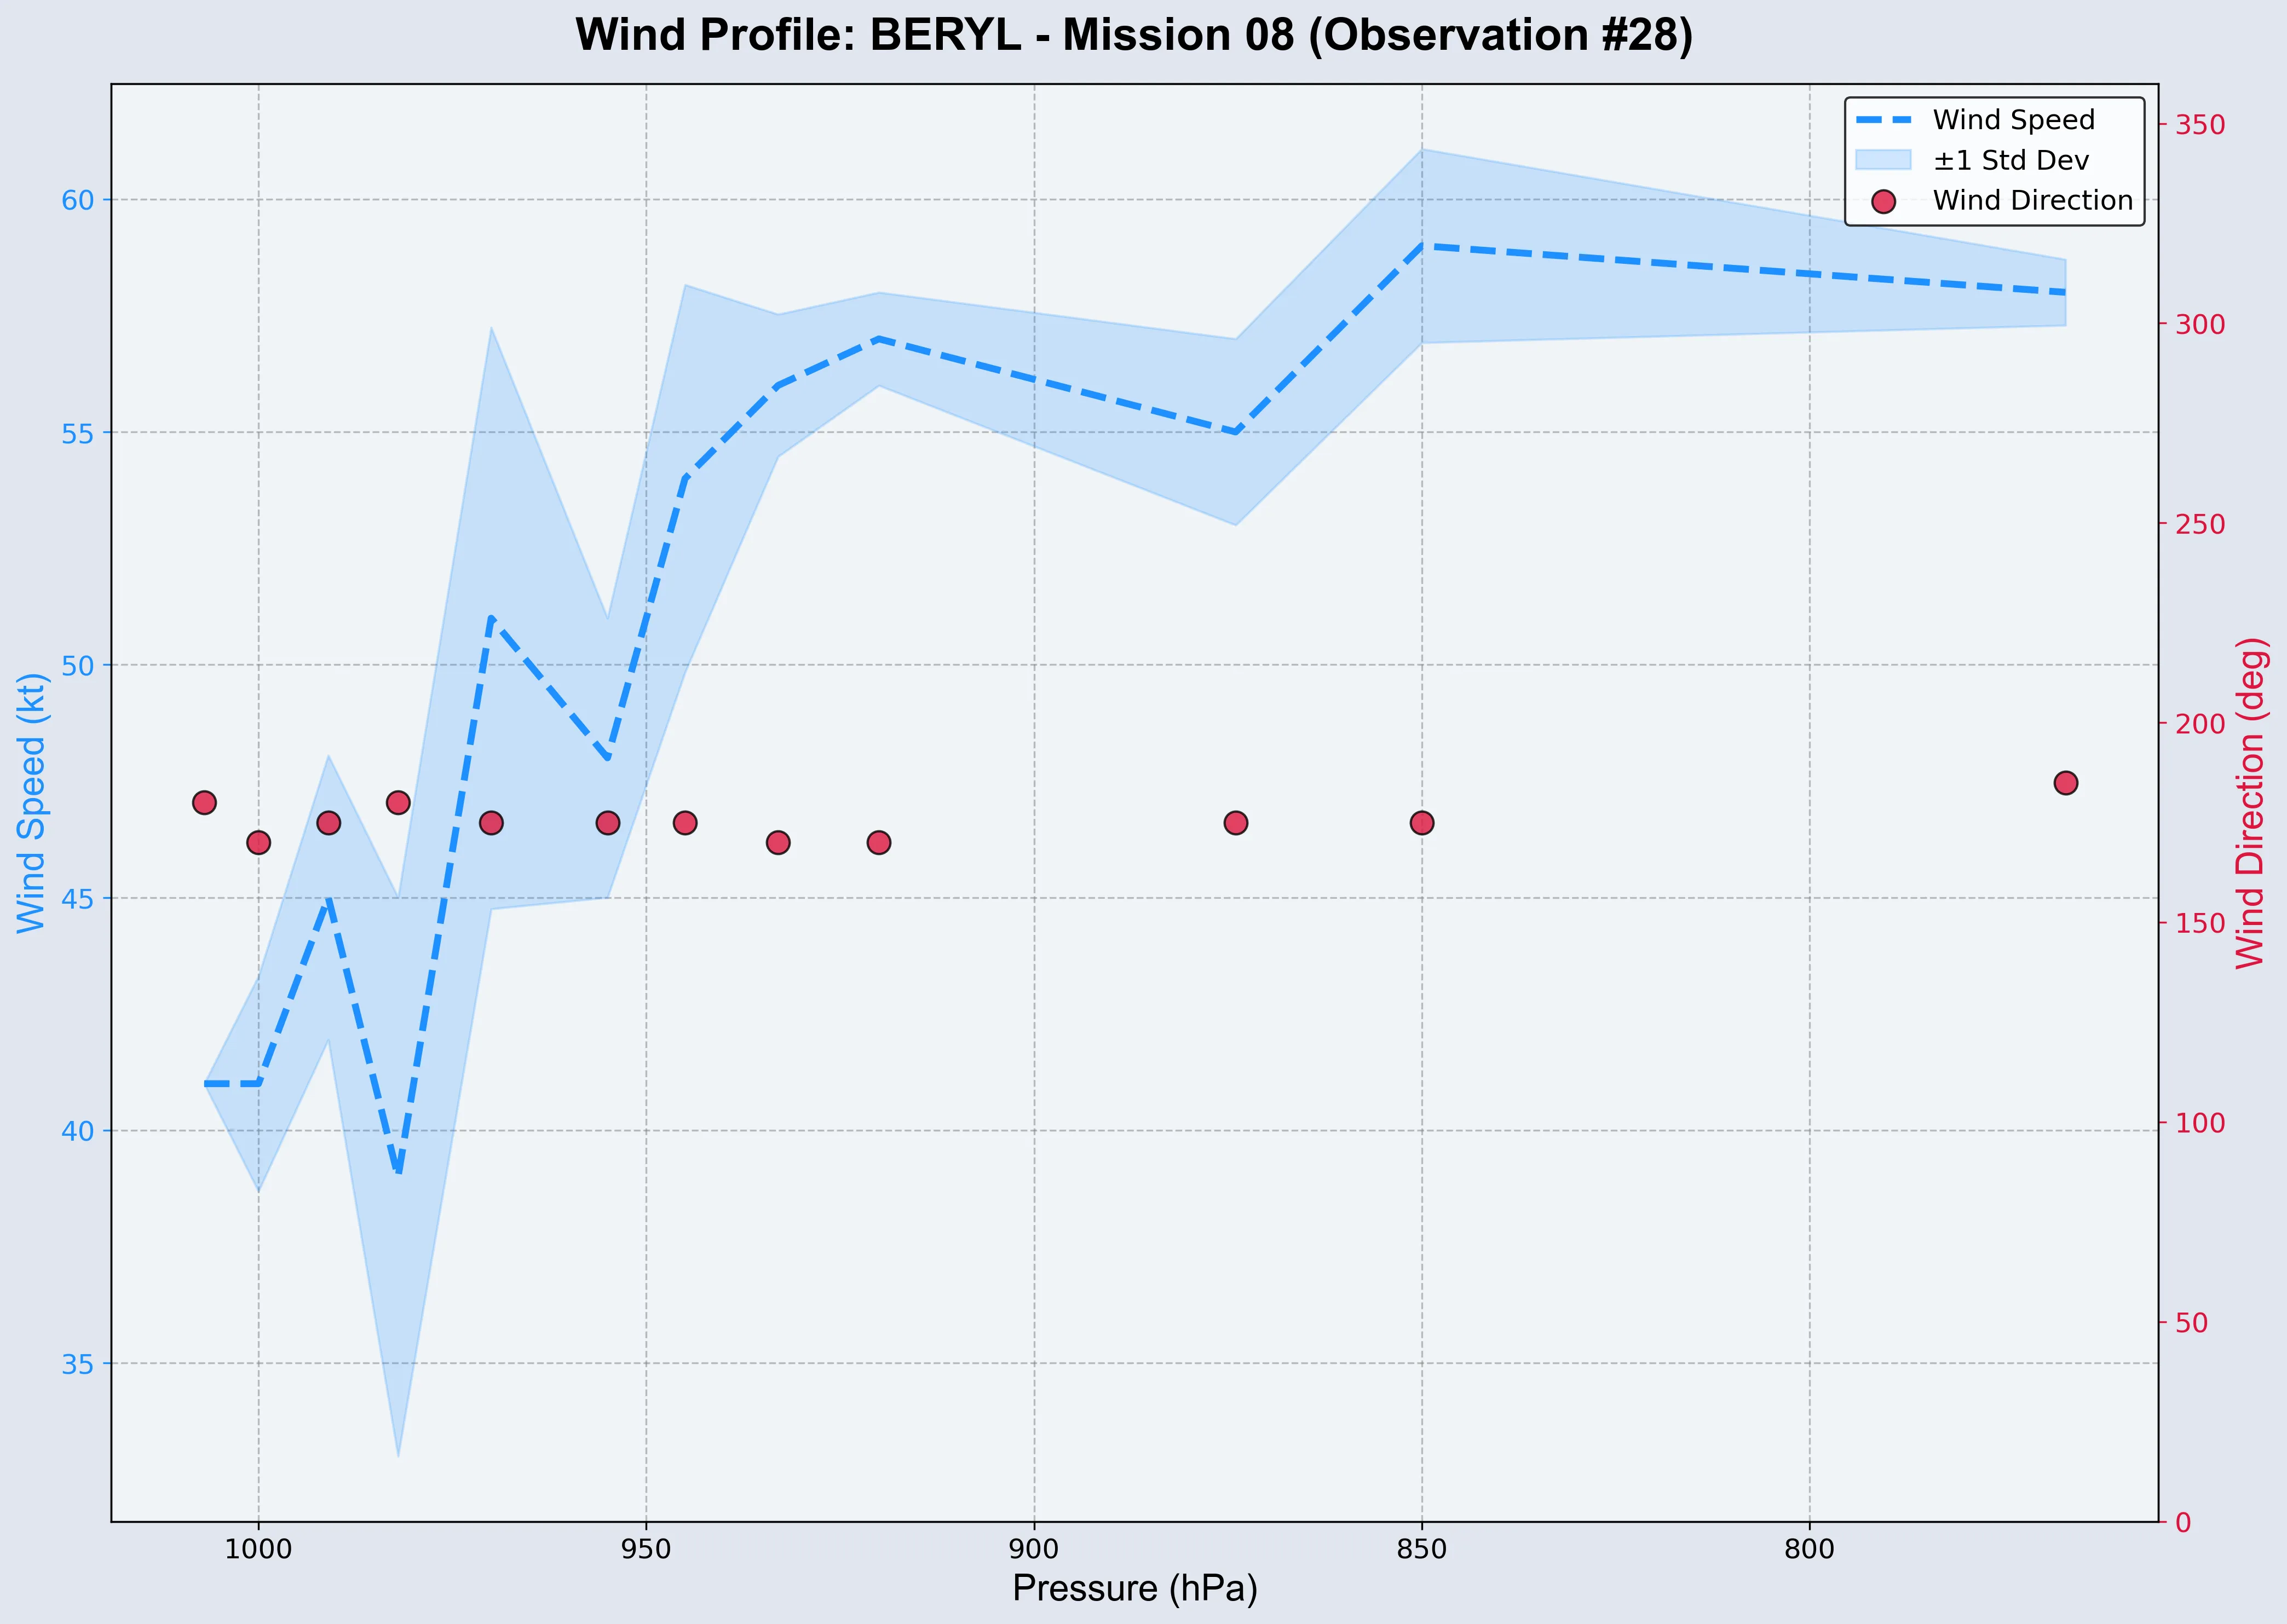 Wind Profile: BERYL - Mission 08 (Observation #28)
Wind Speed
±1 Std Dev
Wind Direction
Wind Speed (kt)
60
55
50
45
40
35
350
300
250
200
150
100
50
0
Wind Direction (deg)
1000 950 900 850 800
Pressure (hPa)